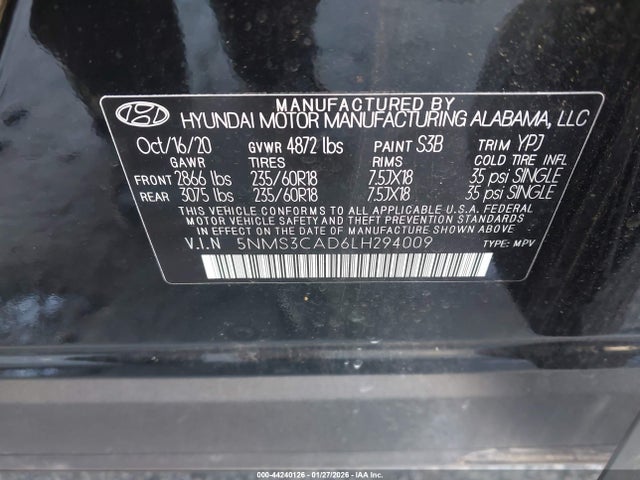 MANUFACTURED BY
HYUNDAI MOTOR MANUFACTURING ALABAMA, LLC
Oct/16/20 GVWR 4872 lbs PAINT S3B TRIM YPJ
GAWR TIRES RIMS COLD TIRE INFL
FRONT 2866 lbs 235/60R18 7.5JX18 35 psi SINGLE
REAR 3075 lbs 235/60R18 7.5JX18 35 psi SINGLE
THIS VEHICLE CONFORMS TO ALL APPLICABLE U.S.A. FEDERAL
MOTOR VEHICLE SAFETY AND THEFT PREVENTION STANDARDS
IN EFFECT ON THE DATE OF MANUFACTURE SHOWN ABOVE.
V.I.N 5NMS3CAD6LH294009 TYPE: MPV
000-44240126 - 01/27/2026 - IAA Inc.